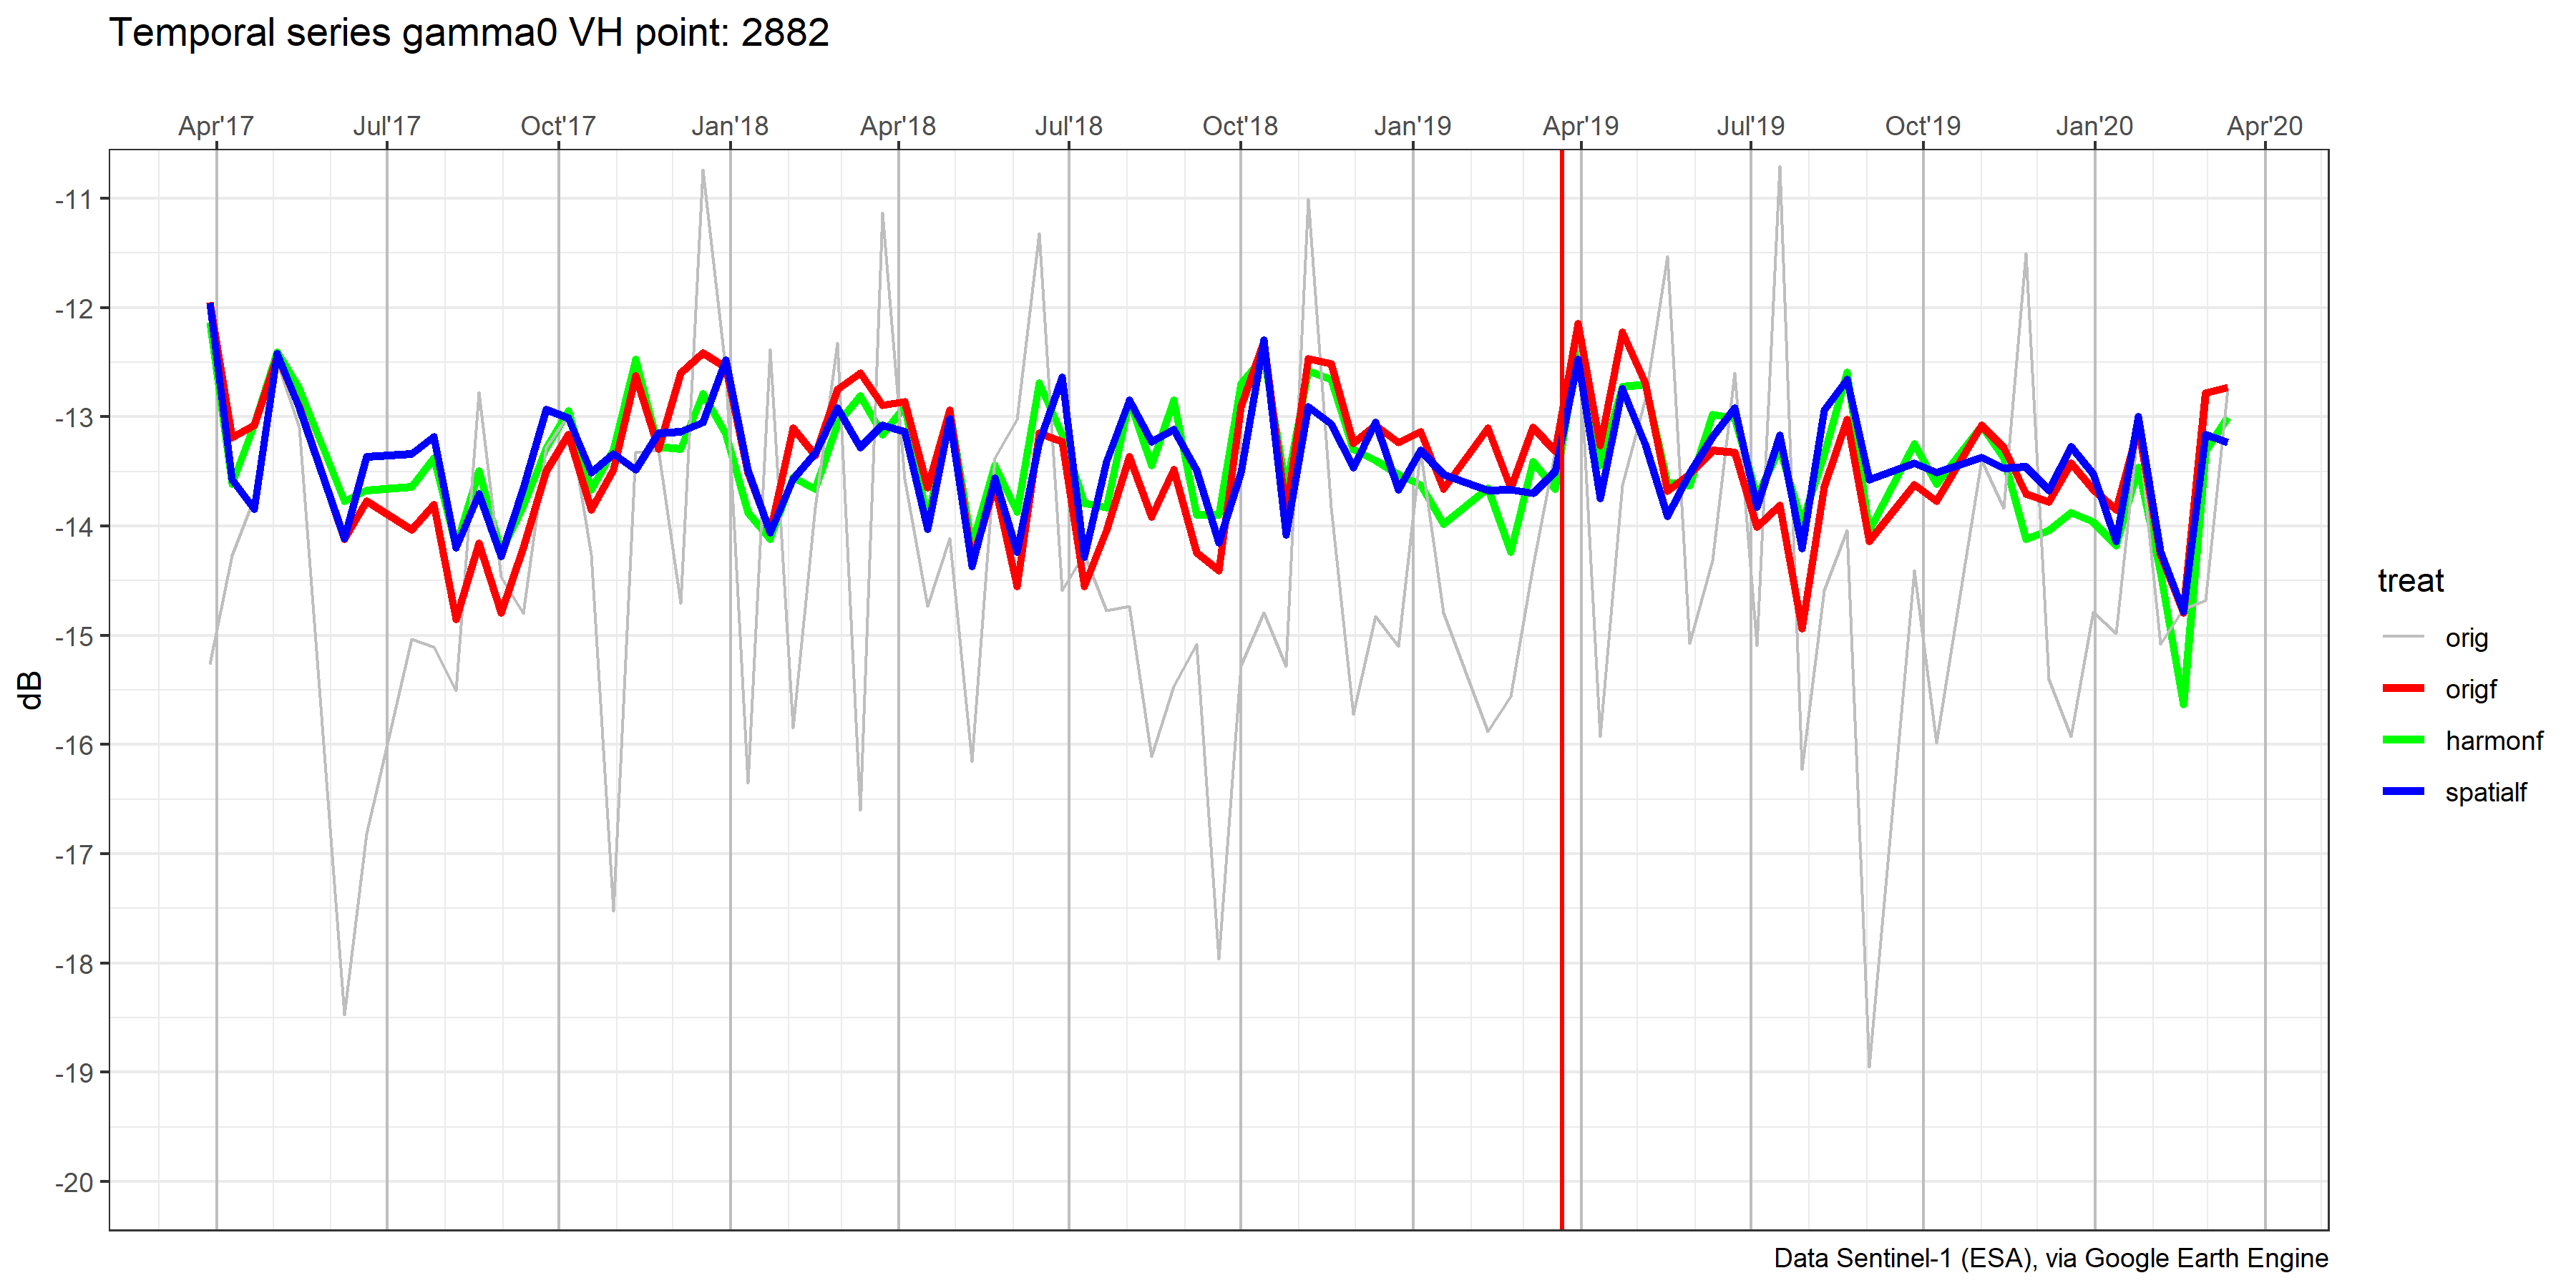 Temporal series gamma0 VH point: 2882
Apr'17 Jul'17 Oct'17 Jan'18 Apr'18 Jul'18 Oct'18 Jan'19 Apr'19 Jul'19 Oct'19 Jan'20 Apr'20
-11
-12
-13
-14
-15
-16
-17
-18
-19
-20
dB
treat
orig
origf
harmonf
spatialf
Data Sentinel-1 (ESA), via Google Earth Engine